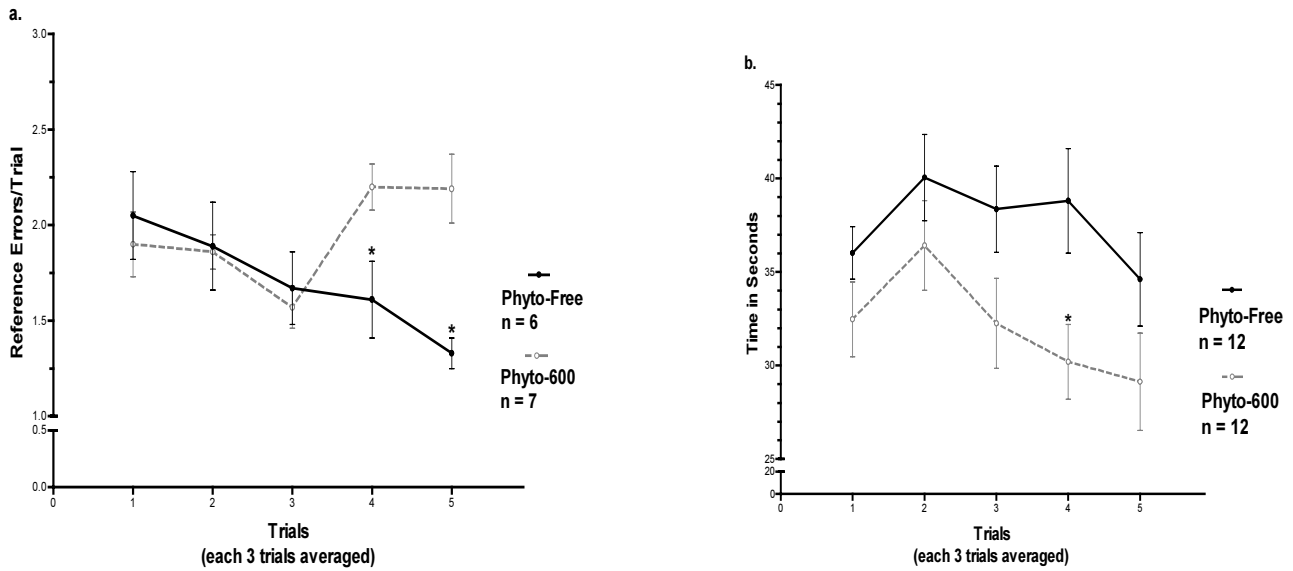 a.
3.0
2.5
2.0
1.5
1.0
0.5
0.0
Reference Errors/Trial
*
*
0 1 2 3 4 5
Trials
(each 3 trials averaged)
Phyto-Free
n = 6
Phyto-600
n = 7
b.
45
40
35
30
25
20
0
Time in Seconds
*
0 1 2 3 4 5
Trials
(each 3 trials averaged)
Phyto-Free
n = 12
Phyto-600
n = 12